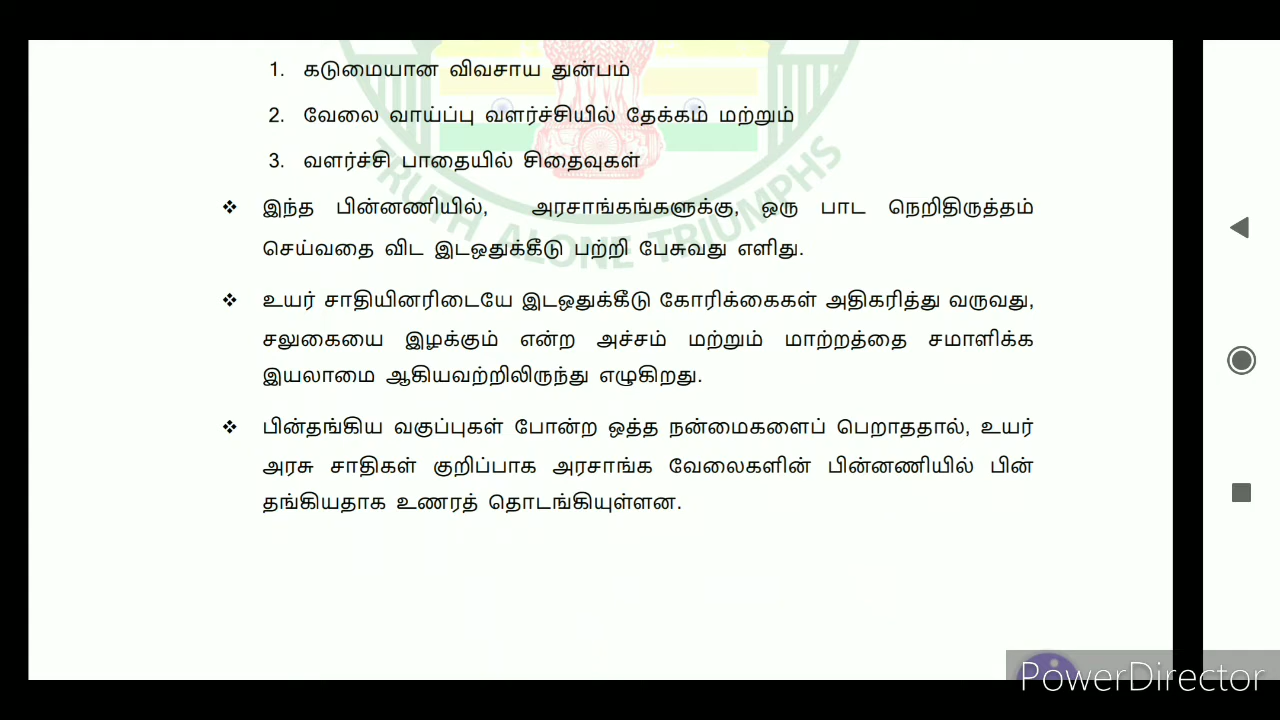 1. கடுமையான விவசாய துன்பம்
2. வேலை வாய்ப்பு வளர்ச்சியில் தேக்கம் மற்றும்
3. வளர்ச்சி பாதையில் சிதைவுகள்
❖ இந்த பின்னணியில், அரசாங்கங்களுக்கு, ஒரு பாட நெறிதிருத்தம்
செய்வதை விட இடஒதுக்கீடு பற்றி பேசுவது எளிது.
❖ உயர் சாதியினரிடையே இடஒதுக்கீடு கோரிக்கைகள் அதிகரித்து வருவது,
சலுகையை இழக்கும் என்ற அச்சம் மற்றும் மாற்றத்தை சமாளிக்க
இயலாமை ஆகியவற்றிலிருந்து எழுகிறது.
❖ பின்தங்கிய வகுப்புகள் போன்ற ஒத்த நன்மைகளைப் பெறாததால், உயர்
அரசு சாதிகள் குறிப்பாக அரசாங்க வேலைகளின் பின்னணியில் பின்
தங்கியதாக உணரத் தொடங்கியுள்ளன.
TRUTH ALONE TRIUMPHS
PowerDirector